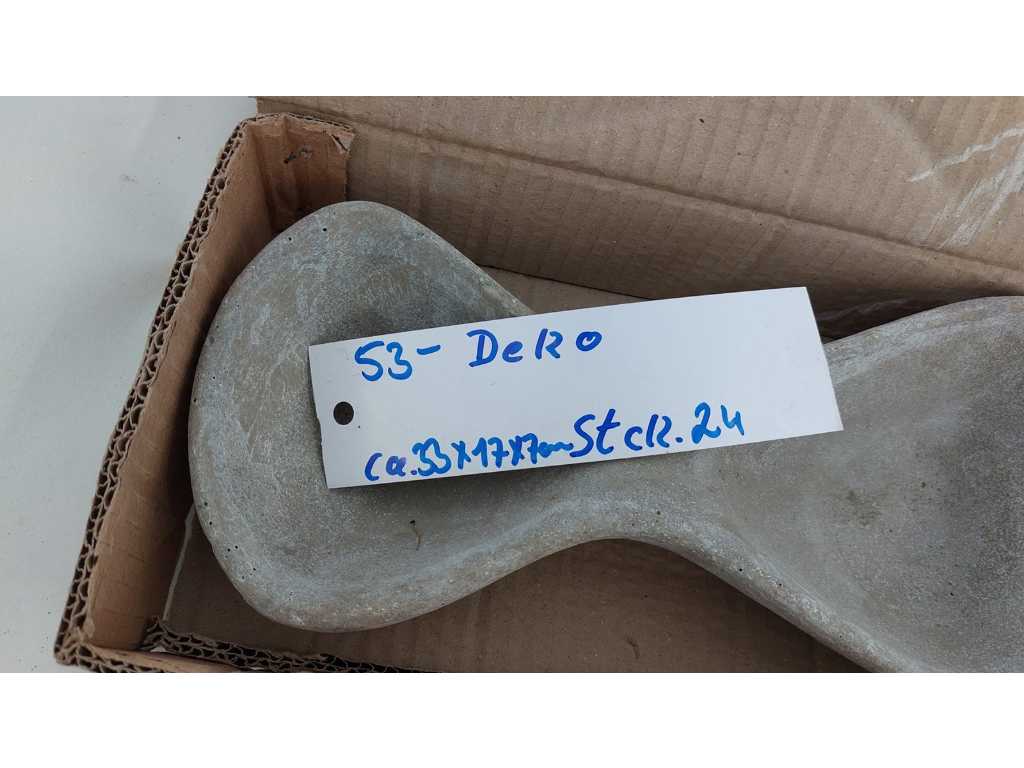 53- Deko
ca. 33x17x7cm Stck. 24